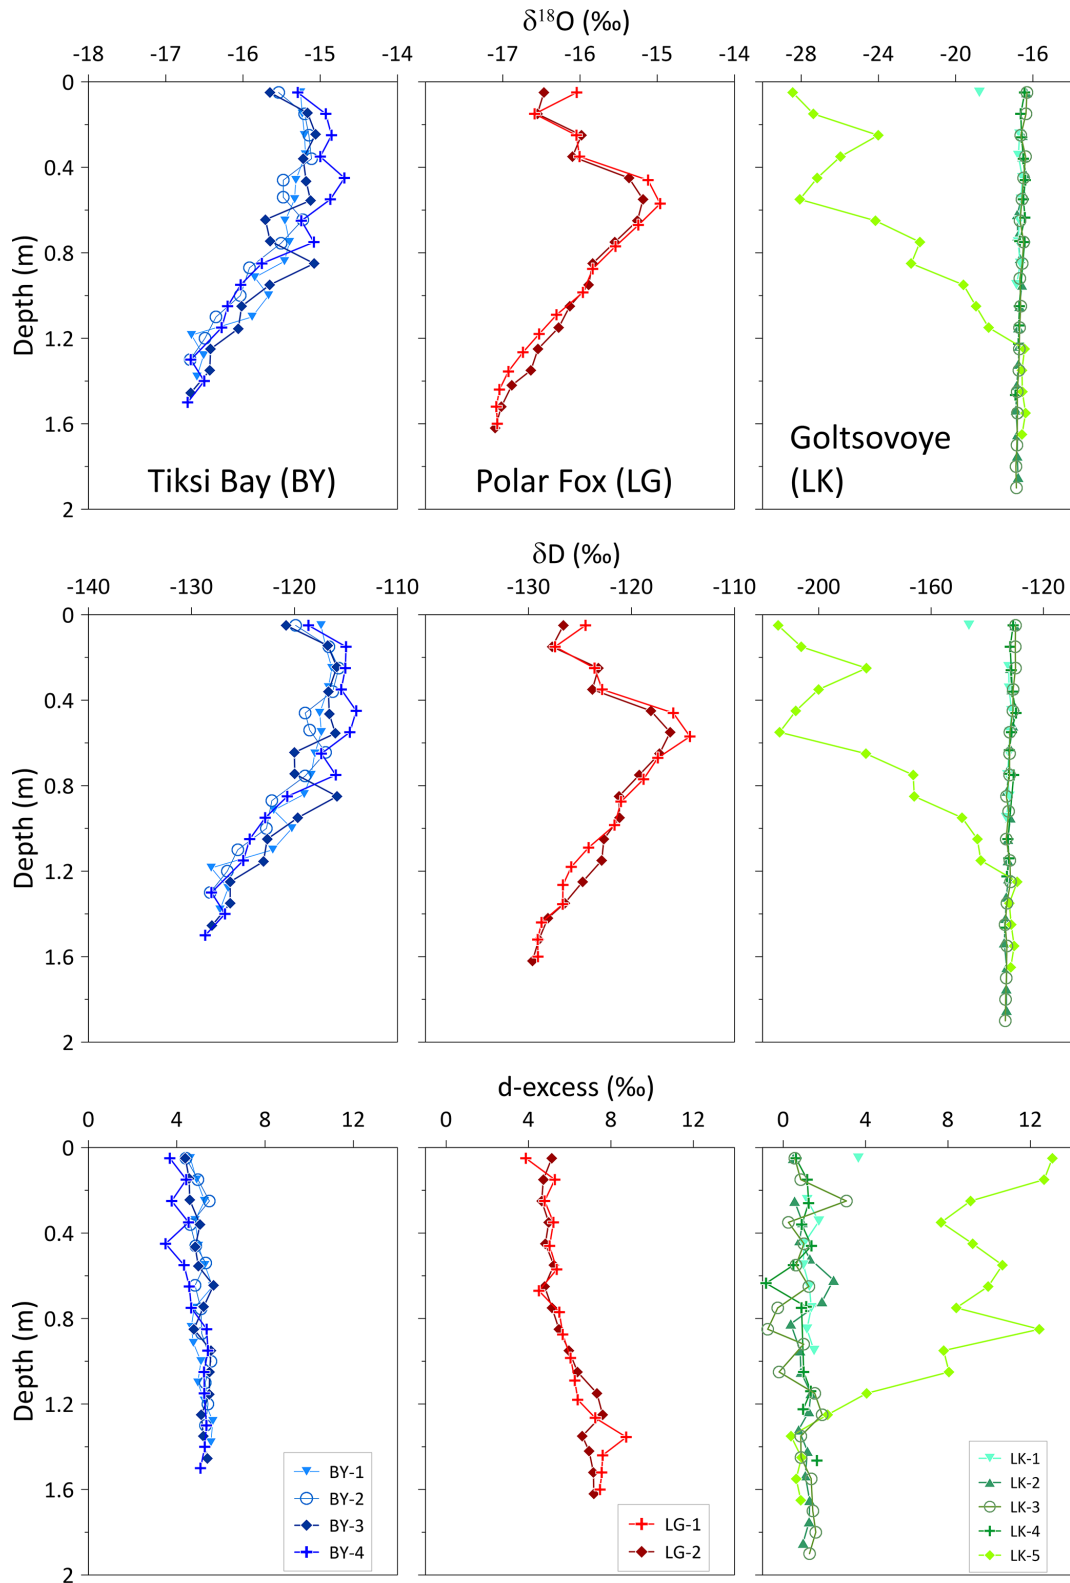 δ18O (‰)
-18 -16 -15 -14
-17 -16 -15 -14
-28 -24 -20 -16
-17
0
0.4
0.8
1.2
1.6
2
Depth (m)
Tiksi Bay (BY)
Polar Fox (LG)
Goltsovoye
(LK)
δD (‰)
-140 -130 -120 -110
-130 -120 -110
-200 -160 -120
0
0.4
0.8
1.2
1.6
2
Depth (m)
d-excess (‰)
0 4 8 12
0 4 8 12
0 4 8 12
0
0.4
0.8
1.2
1.6
2
Depth (m)
BY-1
BY-2
BY-3
BY-4
LG-1
LG-2
LK-1
LK-2
LK-3
LK-4
LK-5